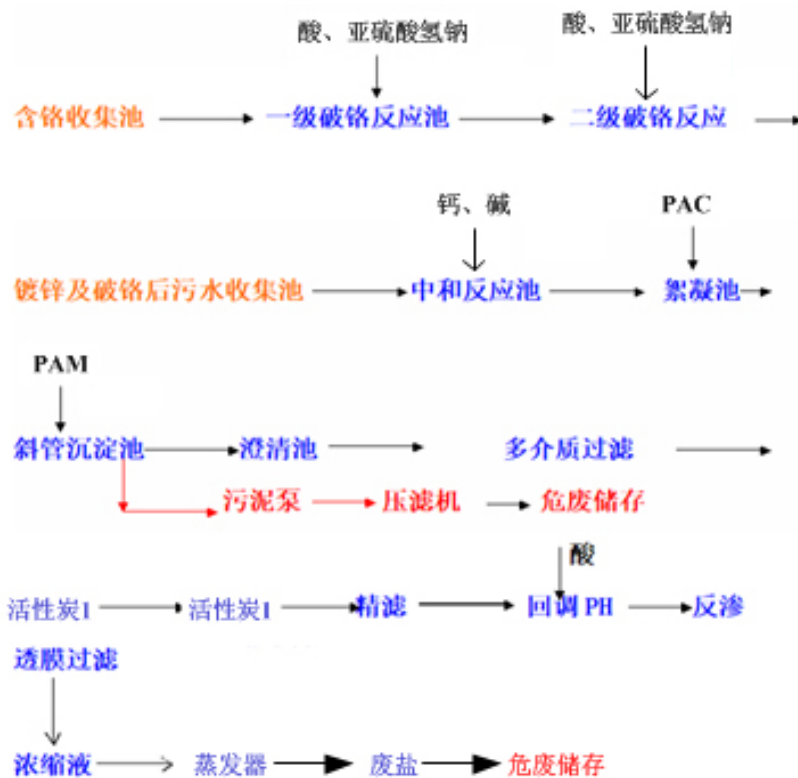 酸、亚硫酸氢钠 酸、亚硫酸氢钠
含铬收集池 一级破铬反应池 二级破铬反应
钙、碱 PAC
镀锌及破铬后污水收集池 中和反应池 絮凝池
PAM
斜管沉淀池 澄清池 多介质过滤
污泥泵 压滤机 危废储存
酸
活性炭1 活性炭1 精滤 回调PH 反渗
透膜过滤
浓缩液 蒸发器 废盐 危废储存